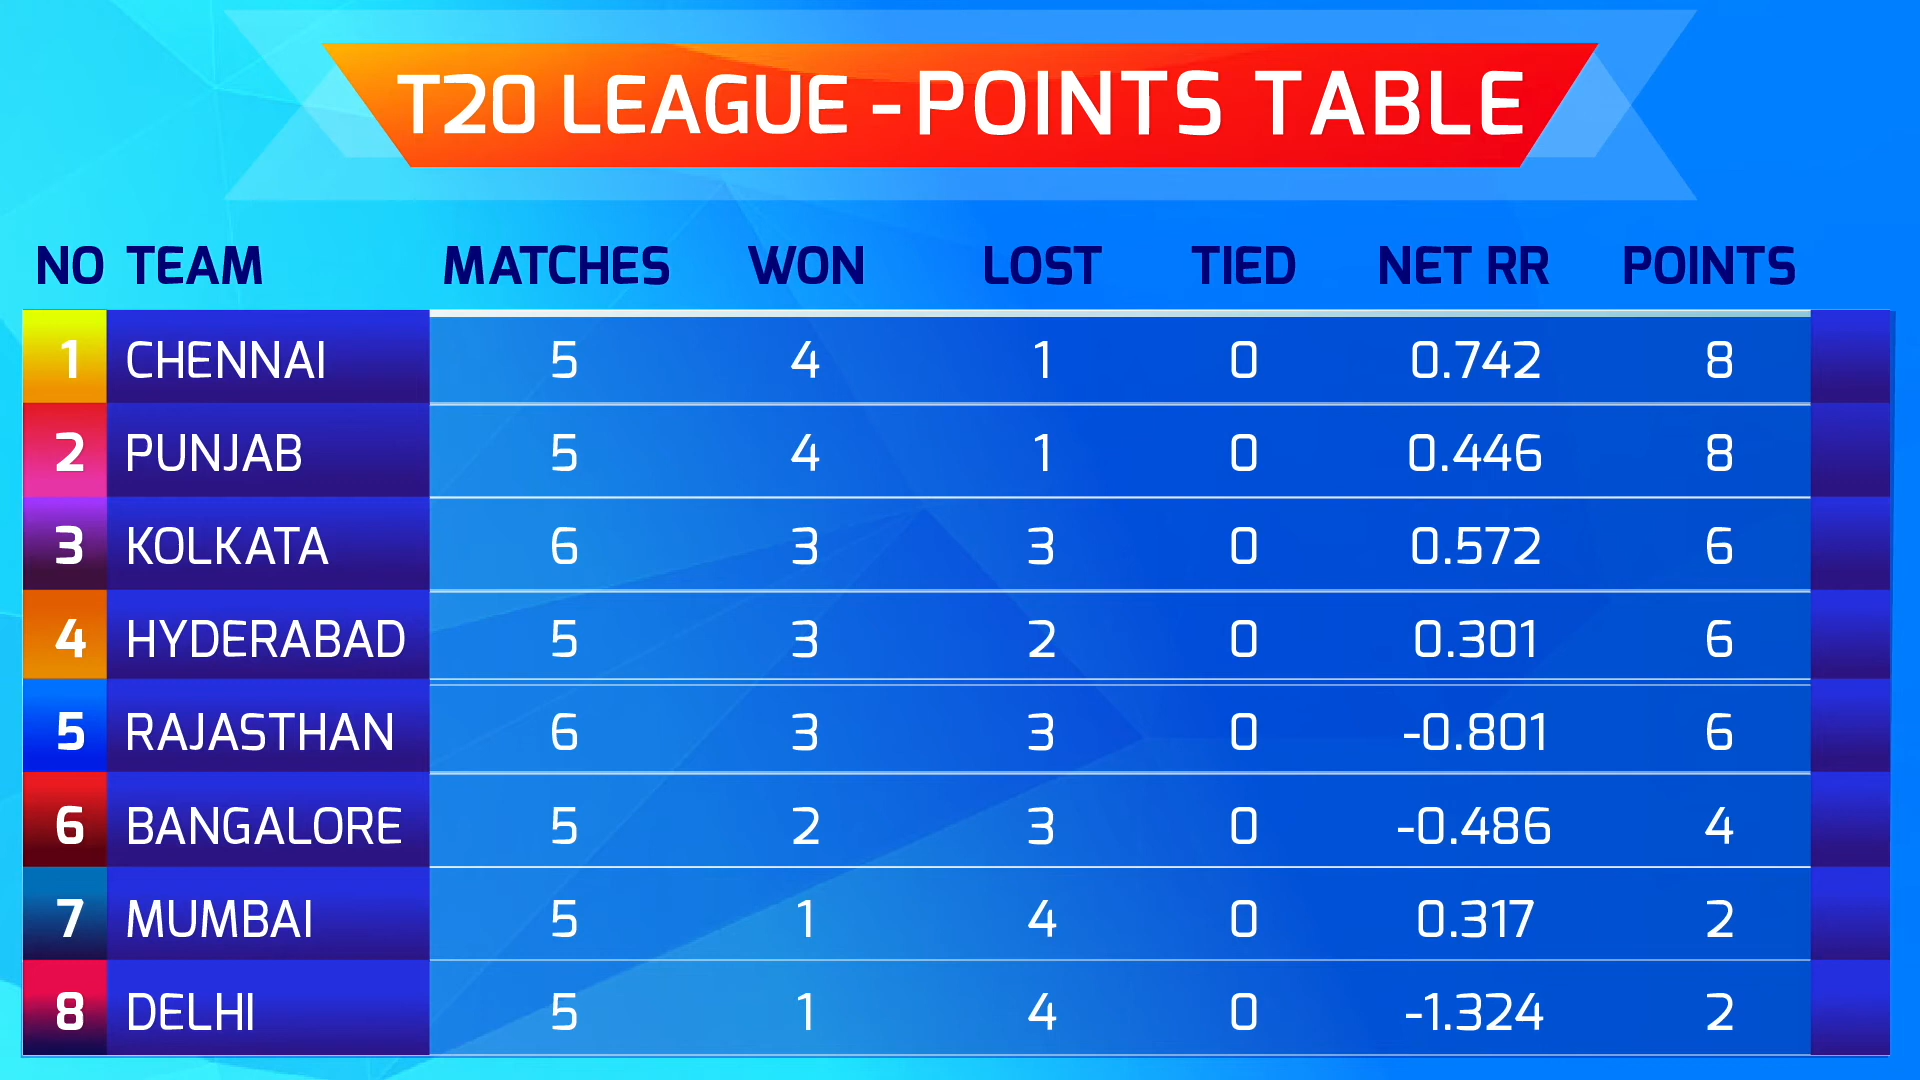 T20 LEAGUE - POINTS TABLE
NO TEAM MATCHES WON LOST TIED NET RR POINTS
1 CHENNAI 5 4 1 0 0.742 8
2 PUNJAB 5 4 1 0 0.446 8
3 KOLKATA 6 3 3 0 0.572 6
4 HYDERABAD 5 3 2 0 0.301 6
5 RAJASTHAN 6 3 3 0 -0.801 6
6 BANGALORE 5 2 3 0 -0.486 4
7 MUMBAI 5 1 4 0 0.317 2
8 DELHI 5 1 4 0 -1.324 2